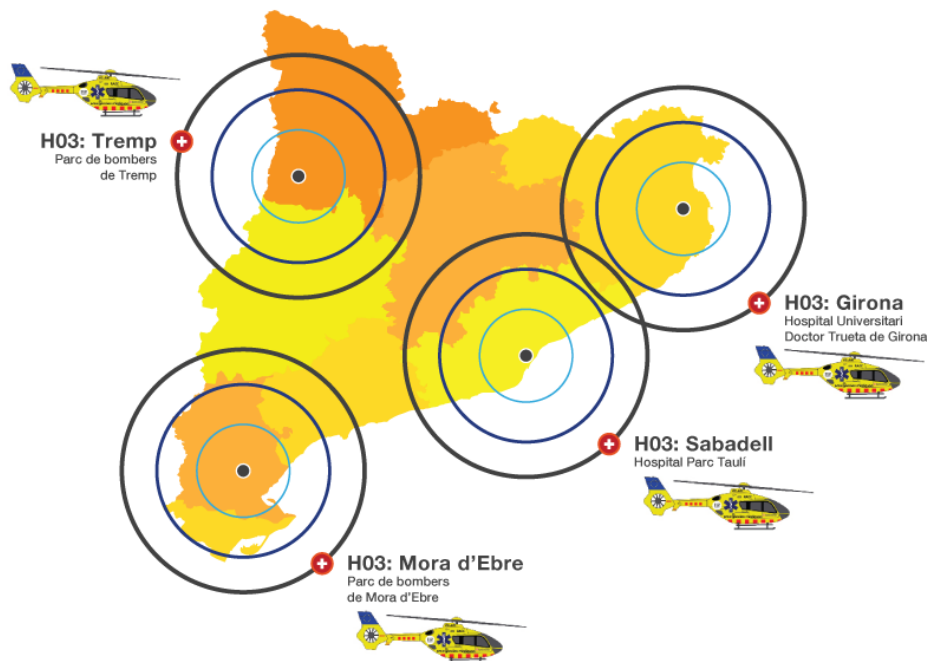 H03: Tremp
Parc de bombers
de Tremp
H03: Girona
Hospital Universitari
Doctor Trueta de Girona
H03: Sabadell
Hospital Parc Taulí
H03: Mora d'Ebre
Parc de bombers
de Mora d'Ebre